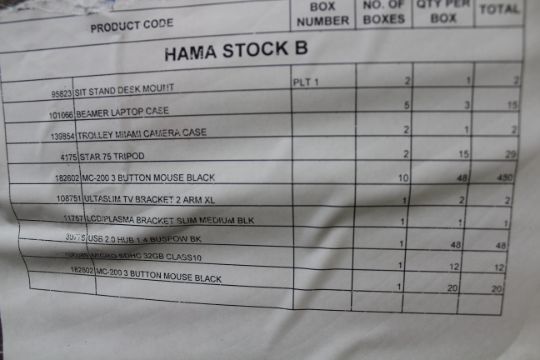 PRODUCT CODE BOX NUMBER NO. OF BOXES QTY PER BOX TOTAL
HAMA STOCK B
95823 SIT STAND DESK MOUNT PLT 1 2 1 2
101066 BEAMER LAPTOP CASE 5 3 15
139854 TROLLEY MIAMI CAMERA CASE 2 1 2
4175 STAR 75 TRIPOD 2 15 29
182602 MC-200 3 BUTTON MOUSE BLACK 10 48 480
108751 ULTASLIM TV BRACKET 2 ARM XL 1 2 2
11757 LCD/PLASMA BRACKET SLIM MEDIUM BLK 1 1 1
USB 2.0 HUB 1.4 BUSPOW BK 1 48 48
MICRO SDHC 32GB CLASS10 1 12 12
182602 MC-200 3 BUTTON MOUSE BLACK 1 20 20